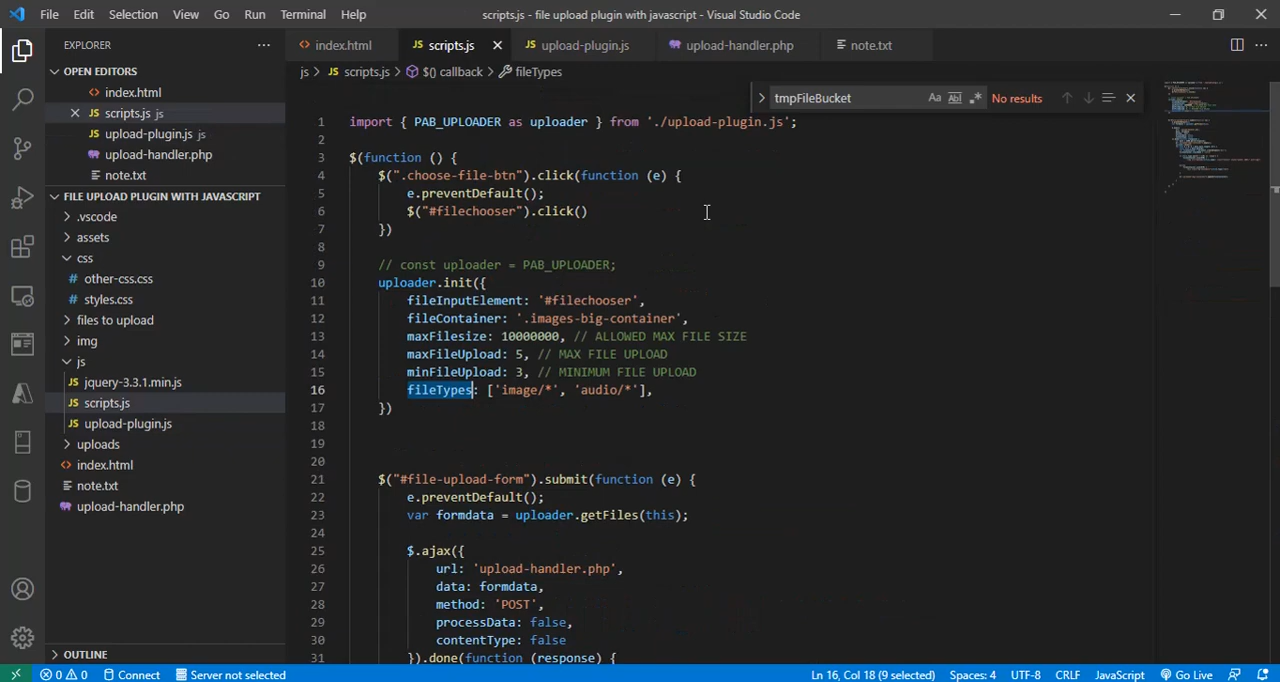 File Edit Selection View Go Run Terminal Help scripts.js - file upload plugin with javascript - Visual Studio Code
EXPLORER ...
index.html scripts.js upload-plugin.js upload-handler.php note.txt
OPEN EDITORS
index.html
scripts.js js
upload-plugin.js js
upload-handler.php
note.txt
FILE UPLOAD PLUGIN WITH JAVASCRIPT
.vscode
assets
css
other-css.css
styles.css
files to upload
img
js
jquery-3.3.1.min.js
scripts.js
upload-plugin.js
uploads
index.html
note.txt
upload-handler.php
OUTLINE
js > JS scripts.js > $() callback > fileTypes
tmpFileBucket Aa Abl .* No results
1 import { PAB_UPLOADER as uploader } from './upload-plugin.js';
2
3 $(function () {
4 $(".choose-file-btn").click(function (e) {
5 e.preventDefault();
6 $("#filechooser").click()
7 })
8
9 // const uploader = PAB_UPLOADER;
10 uploader.init({
11 fileInputElement: '#filechooser',
12 fileContainer: '.images-big-container',
13 maxFilesize: 10000000, // ALLOWED MAX FILE SIZE
14 maxFileUpload: 5, // MAX FILE UPLOAD
15 minFileUpload: 3, // MINIMUM FILE UPLOAD
16 fileTypes: ['image/*', 'audio/*'],
17 })
18
19
20
21 $("#file-upload-form").submit(function (e) {
22 e.preventDefault();
23 var formdata = uploader.getFiles(this);
24
25 $.ajax({
26 url: 'upload-handler.php',
27 data: formdata,
28 method: 'POST',
29 processData: false,
30 contentType: false
31 }).done(function (response) {
0 0 Connect Server not selected Ln 16, Col 18 (9 selected) Spaces: 4 UTF-8 CRLF JavaScript Go Live